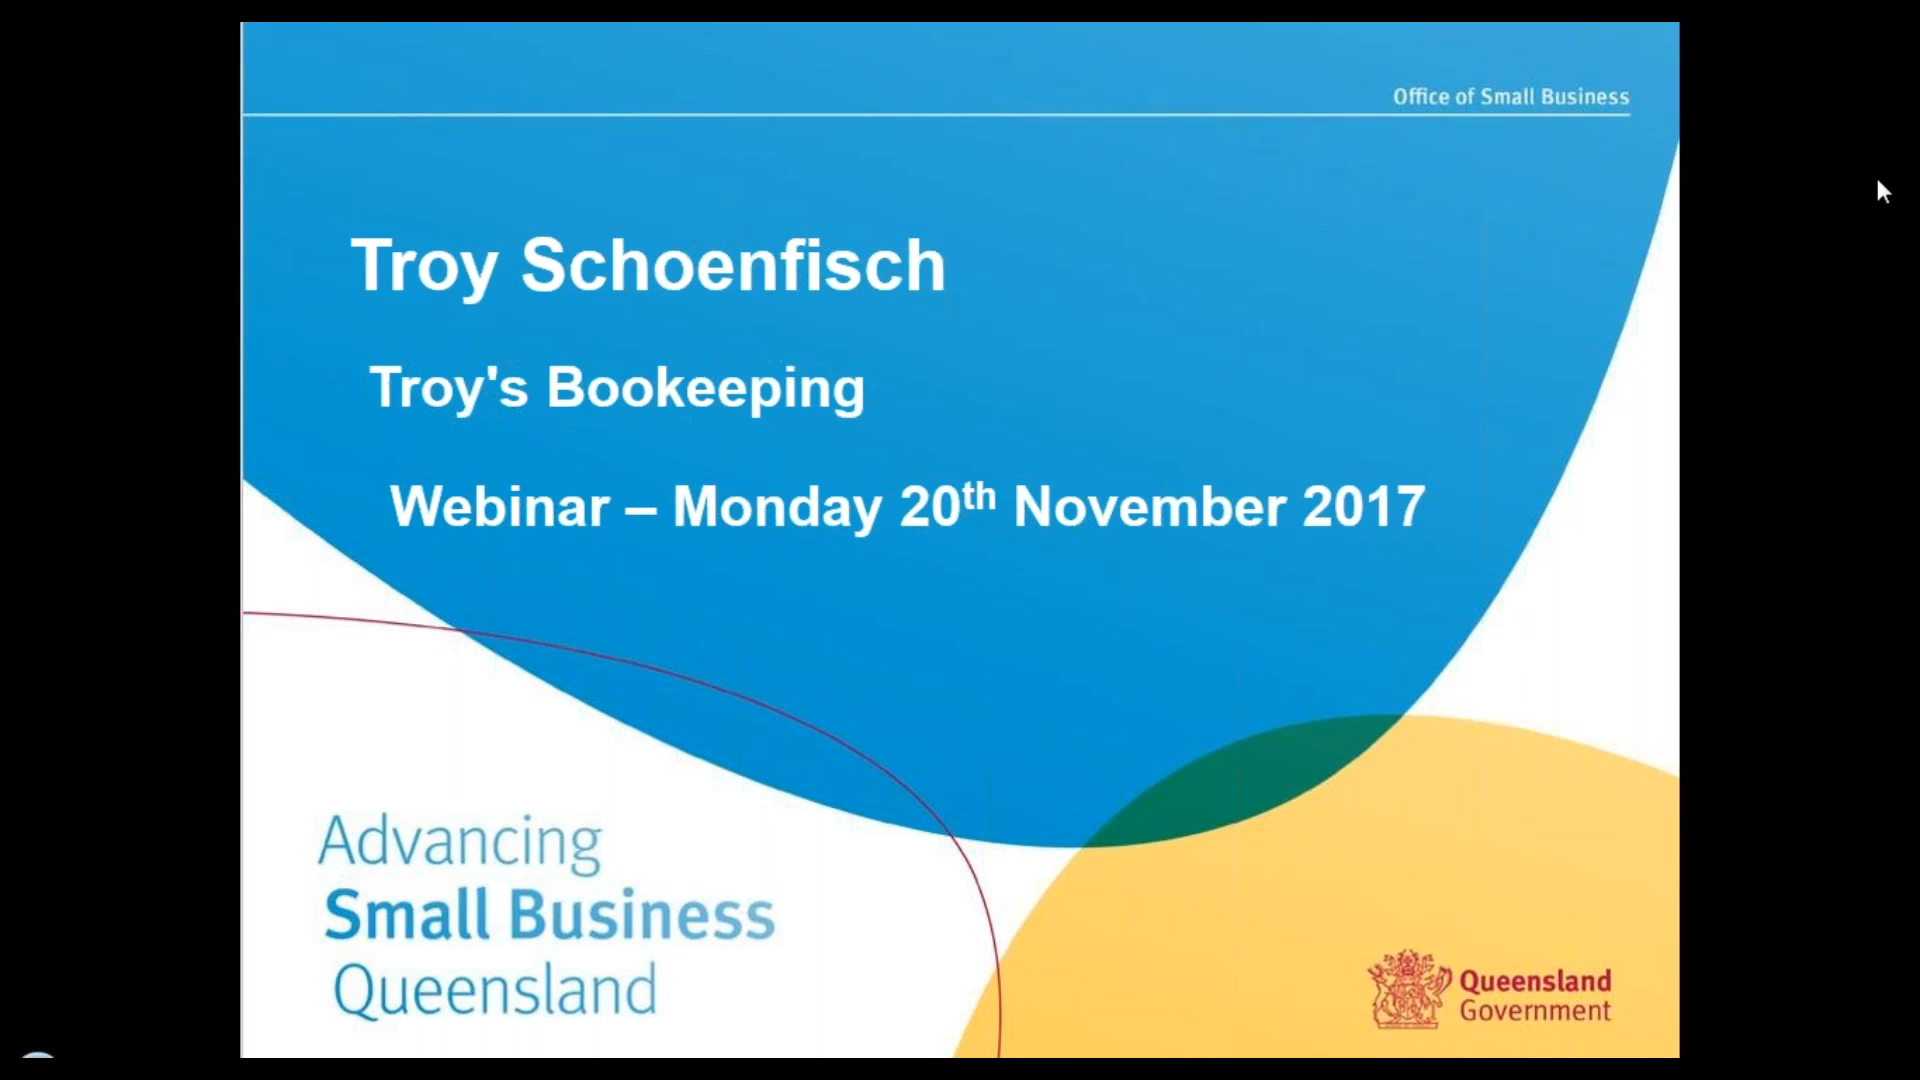 Office of Small Business
Troy Schoenfisch
Troy's Bookeeping
Webinar – Monday 20th November 2017
Advancing
Small Business
Queensland
Queensland
Government